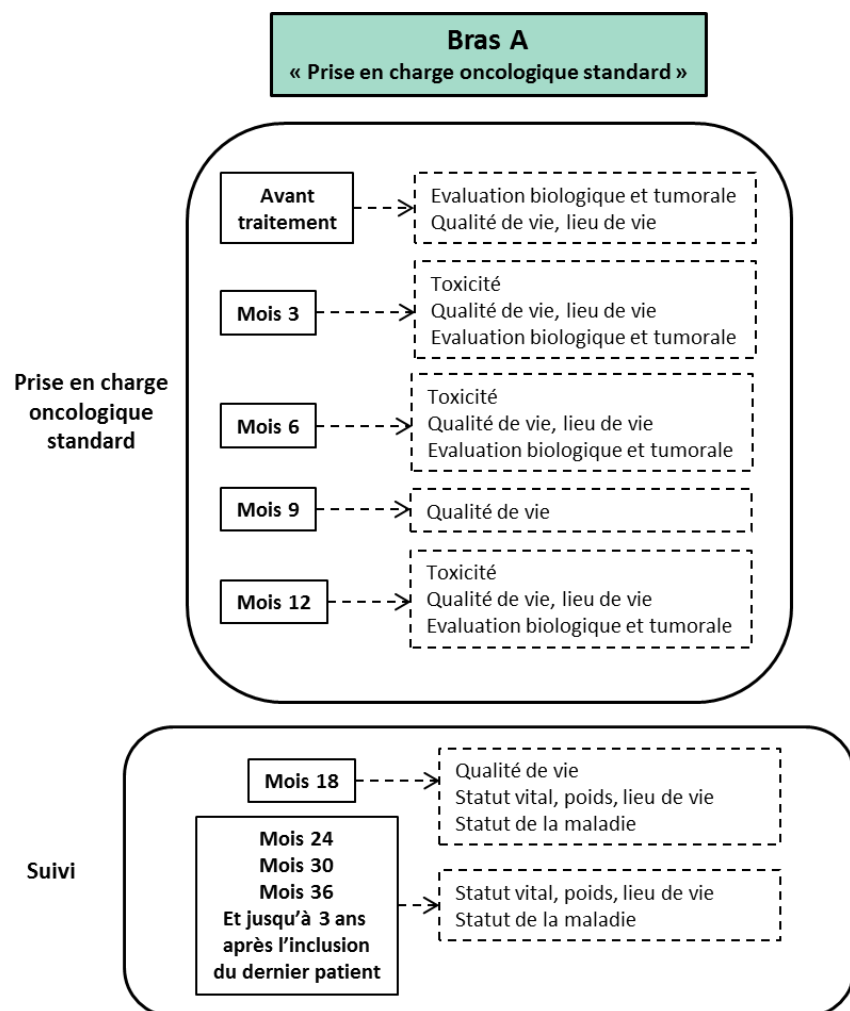 Bras A
« Prise en charge oncologique standard »
Prise en charge
oncologique
standard
Avant
traitement
Evaluation biologique et tumorale
Qualité de vie, lieu de vie
Mois 3
Toxicité
Qualité de vie, lieu de vie
Evaluation biologique et tumorale
Mois 6
Toxicité
Qualité de vie, lieu de vie
Evaluation biologique et tumorale
Mois 9
Qualité de vie
Mois 12
Toxicité
Qualité de vie, lieu de vie
Evaluation biologique et tumorale
Suivi
Mois 18
Qualité de vie
Statut vital, poids, lieu de vie
Statut de la maladie
Mois 24
Mois 30
Mois 36
Et jusqu’à 3 ans
après l’inclusion
du dernier patient
Statut vital, poids, lieu de vie
Statut de la maladie